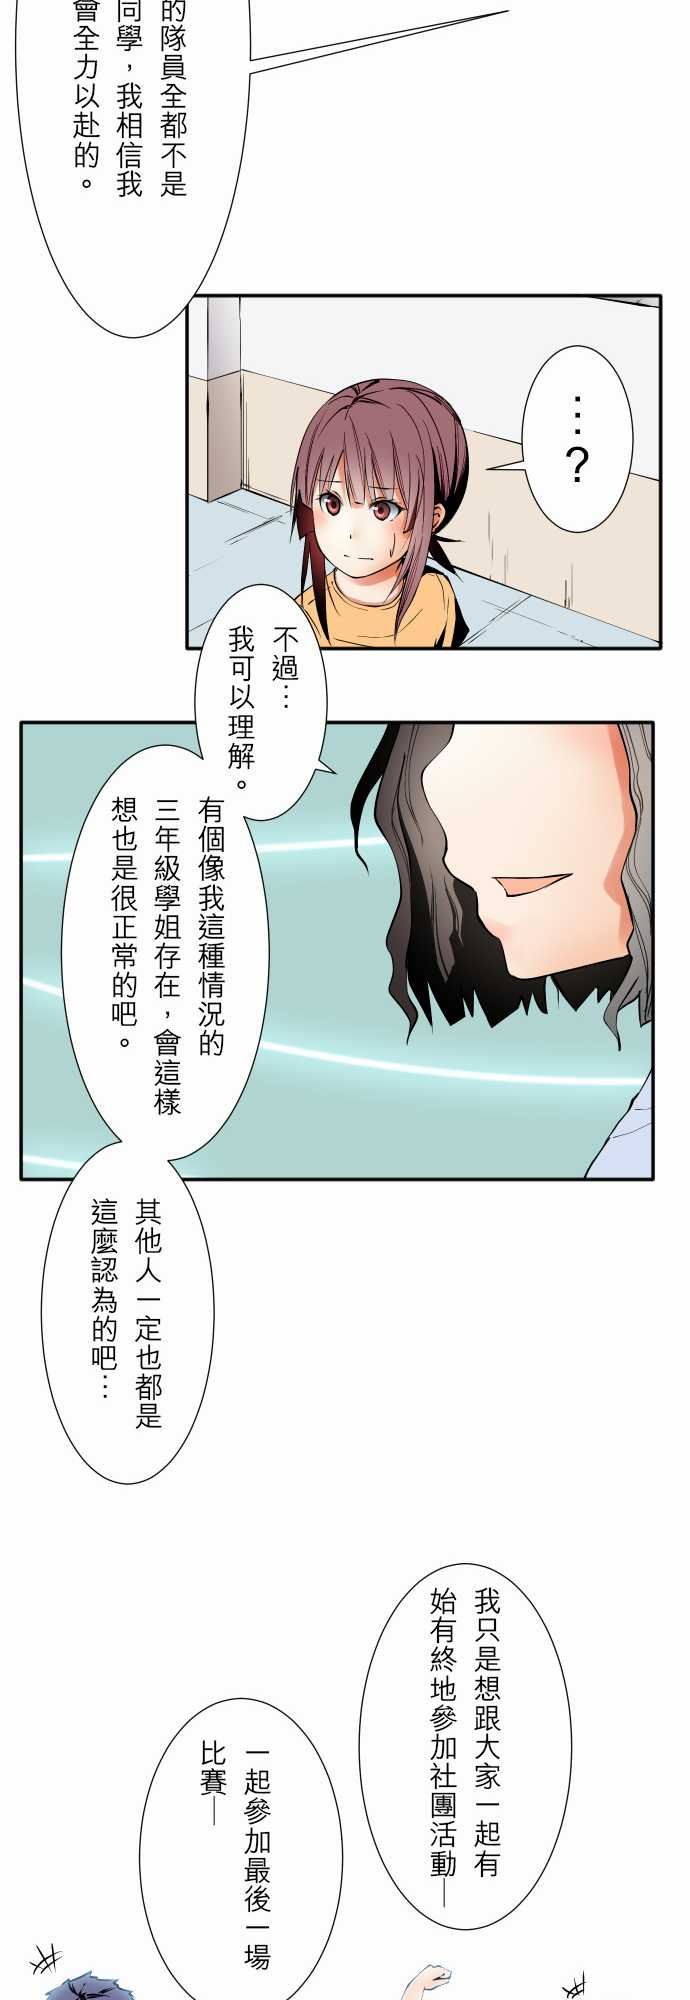 的隊員全都不是
同學，我相信我
會全力以赴的。
…？
不過…
我可以理解。
有個像我這種情況的
三年級學姐存在，會這樣
想也是很正常的吧。
其他人一定也都是
這麼認為的吧…
我只是想跟大家一起有
始有終地參加社團活動—
一起參加最後一場
比賽—